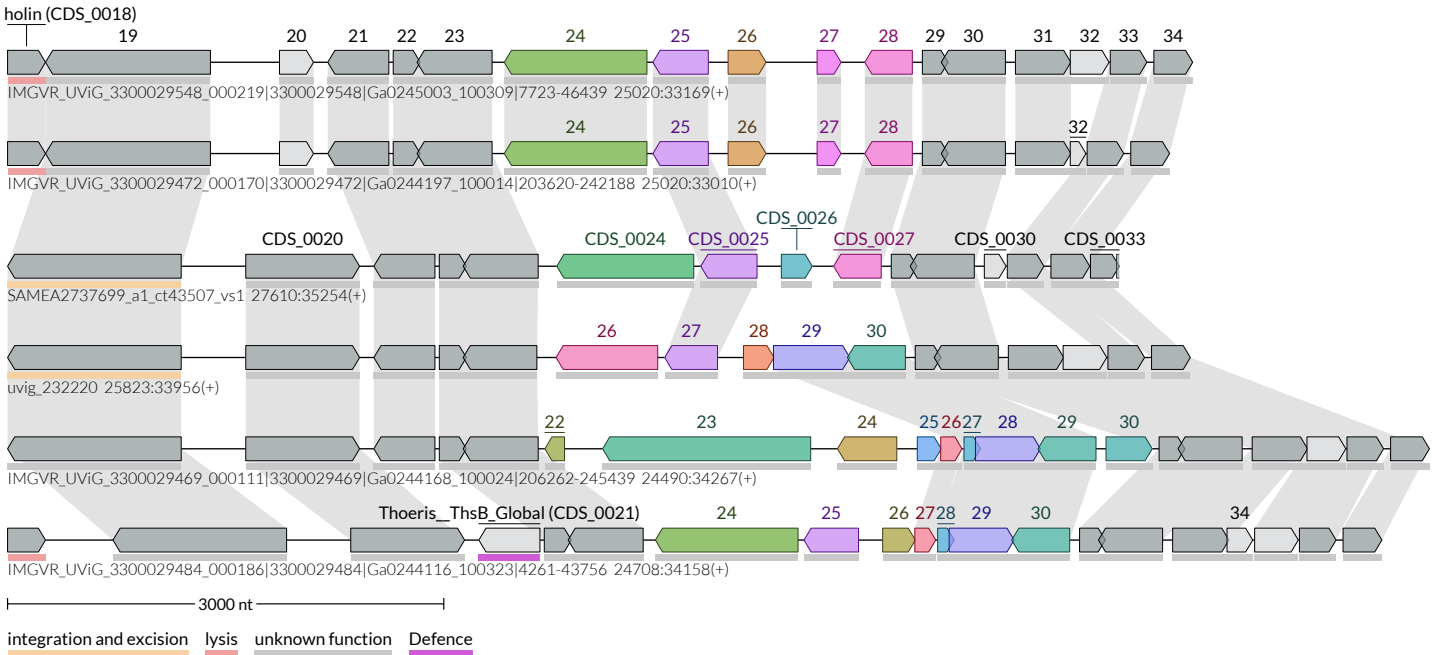 holin (CDS_0018)
19 20 21 22 23 24 25 26 27 28 29 30 31 32 33 34
IMGVR_UViG_3300029548_000219|3300029548|Ga0245003_100309|7723-46439 25020:33169(+)
24 25 26 27 28 32
IMGVR_UViG_3300029472_000170|3300029472|Ga0244197_100014|203620-242188 25020:33010(+)
CDS_0026
CDS_0020 CDS_0024 CDS_0025 CDS_0027 CDS_0030 CDS_0033
SAMEA2737699_a1_ct43507_vs1 27610:35254(+)
26 27 28 29 30
uvig_232220 25823:33956(+)
22 23 24 25 26 27 28 29 30
IMGVR_UViG_3300029469_000111|3300029469|Ga0244168_100024|206262-245439 24490:34267(+)
Thoeris__ThsB_Global (CDS_0021) 24 25 26 27 28 29 30 34
IMGVR_UViG_3300029484_000186|3300029484|Ga0244116_100323|4261-43756 24708:34158(+)
3000 nt
integration and excision lysis unknown function Defence